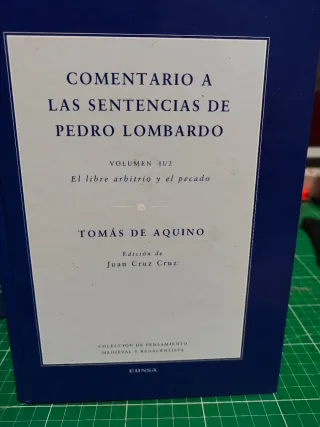 COMENTARIO A
LAS SENTENCIAS DE
PEDRO LOMBARDO
VOLUMEN II/2
El libre arbitrio y el pecado
TOMÁS DE AQUINO
Edición de
Juan Cruz Cruz
COLECCIÓN DE PENSAMIENTO
MEDIEVAL Y RENACENTISTA
EUNSA